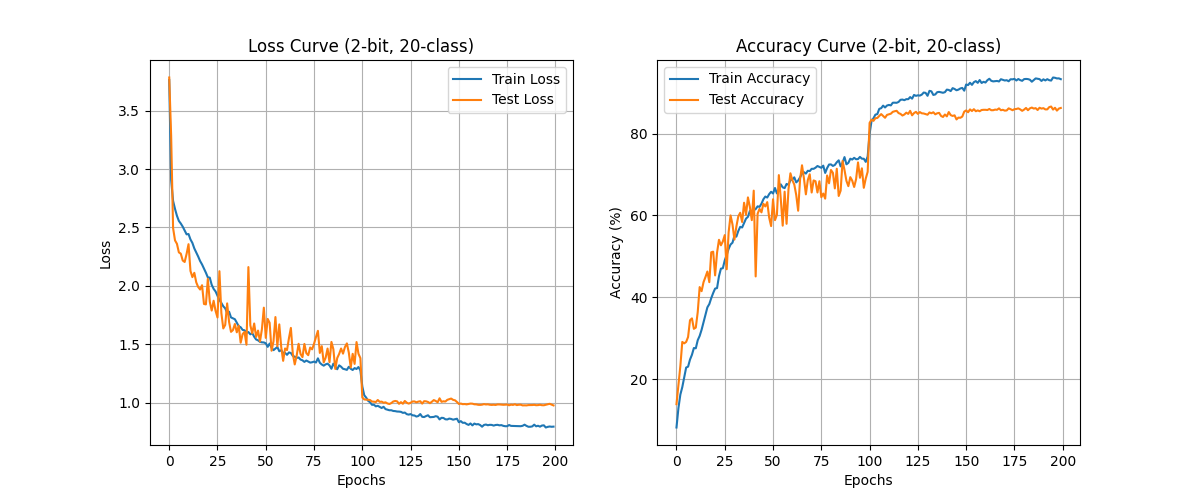 Loss Curve (2-bit, 20-class)
Train Loss
Test Loss
Loss
3.5
3.0
2.5
2.0
1.5
1.0
0 25 50 75 100 125 150 175 200
Epochs
Accuracy Curve (2-bit, 20-class)
Train Accuracy
Test Accuracy
Accuracy (%)
80
60
40
20
0 25 50 75 100 125 150 175 200
Epochs